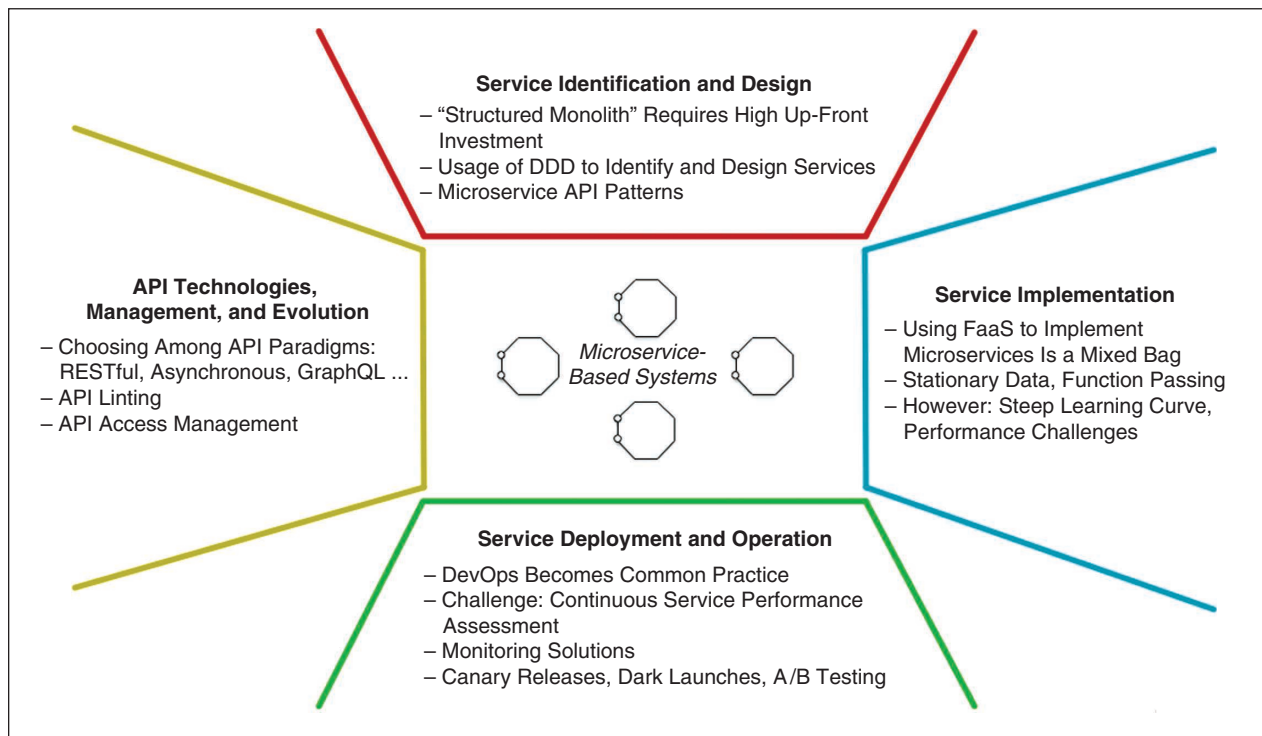 Service Identification and Design
– “Structured Monolith” Requires High Up-Front
Investment
– Usage of DDD to Identify and Design Services
– Microservice API Patterns
API Technologies,
Management, and Evolution
– Choosing Among API Paradigms:
RESTful, Asynchronous, GraphQL ...
– API Linting
– API Access Management
Microservice-
Based Systems
Service Implementation
– Using FaaS to Implement
Microservices Is a Mixed Bag
– Stationary Data, Function Passing
– However: Steep Learning Curve,
Performance Challenges
Service Deployment and Operation
– DevOps Becomes Common Practice
– Challenge: Continuous Service Performance
Assessment
– Monitoring Solutions
– Canary Releases, Dark Launches, A/B Testing